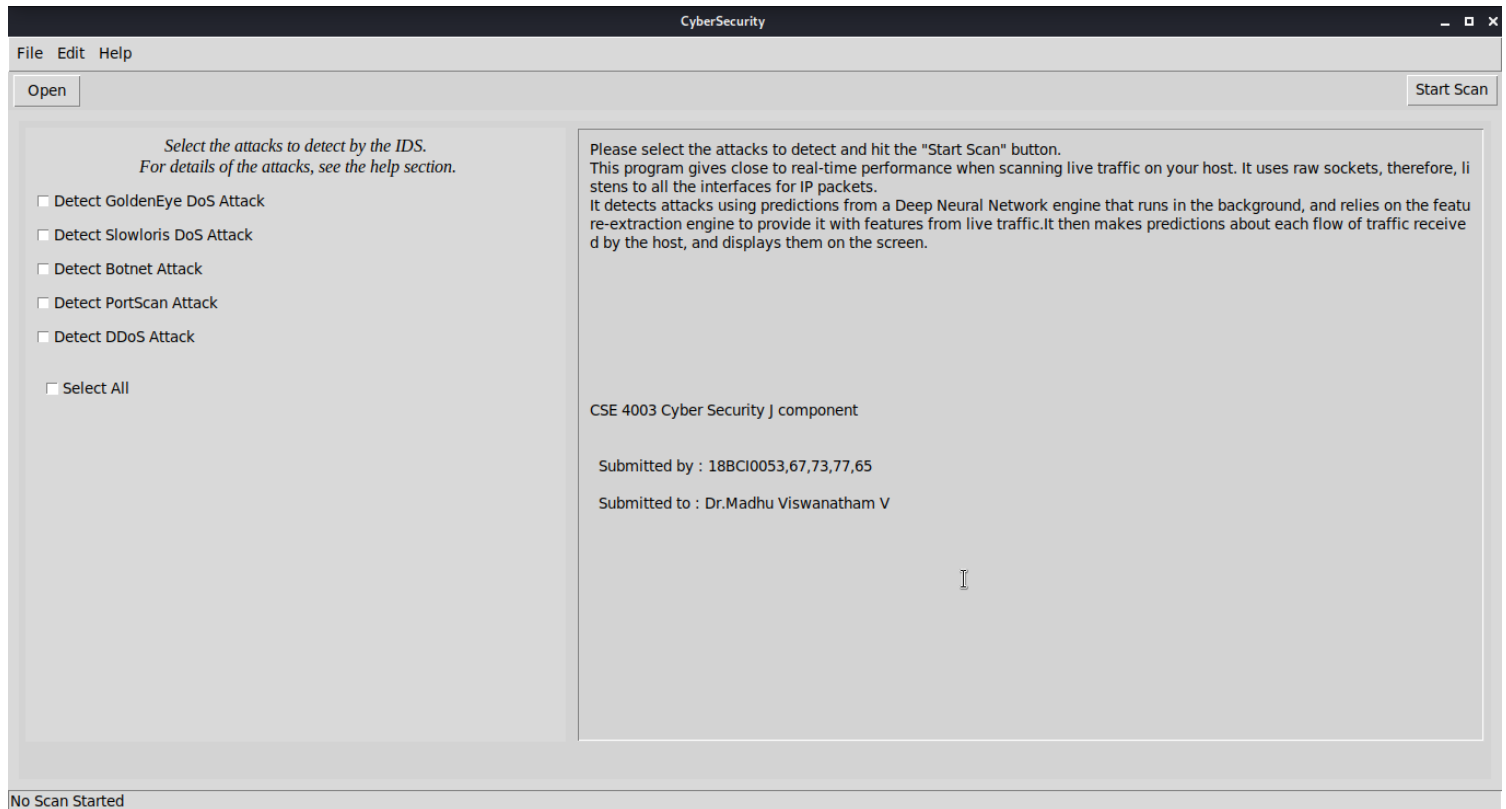 CyberSecurity
File Edit Help
Open
Start Scan
Select the attacks to detect by the IDS.
For details of the attacks, see the help section.
Detect GoldenEye DoS Attack
Detect Slowloris DoS Attack
Detect Botnet Attack
Detect PortScan Attack
Detect DDoS Attack
Select All
Please select the attacks to detect and hit the "Start Scan" button.
This program gives close to real-time performance when scanning live traffic on your host. It uses raw sockets, therefore, li
stens to all the interfaces for IP packets.
It detects attacks using predictions from a Deep Neural Network engine that runs in the background, and relies on the featu
re-extraction engine to provide it with features from live traffic.It then makes predictions about each flow of traffic receive
d by the host, and displays them on the screen.
CSE 4003 Cyber Security J component
Submitted by : 18BCI0053,67,73,77,65
Submitted to : Dr.Madhu Viswanatham V
No Scan Started